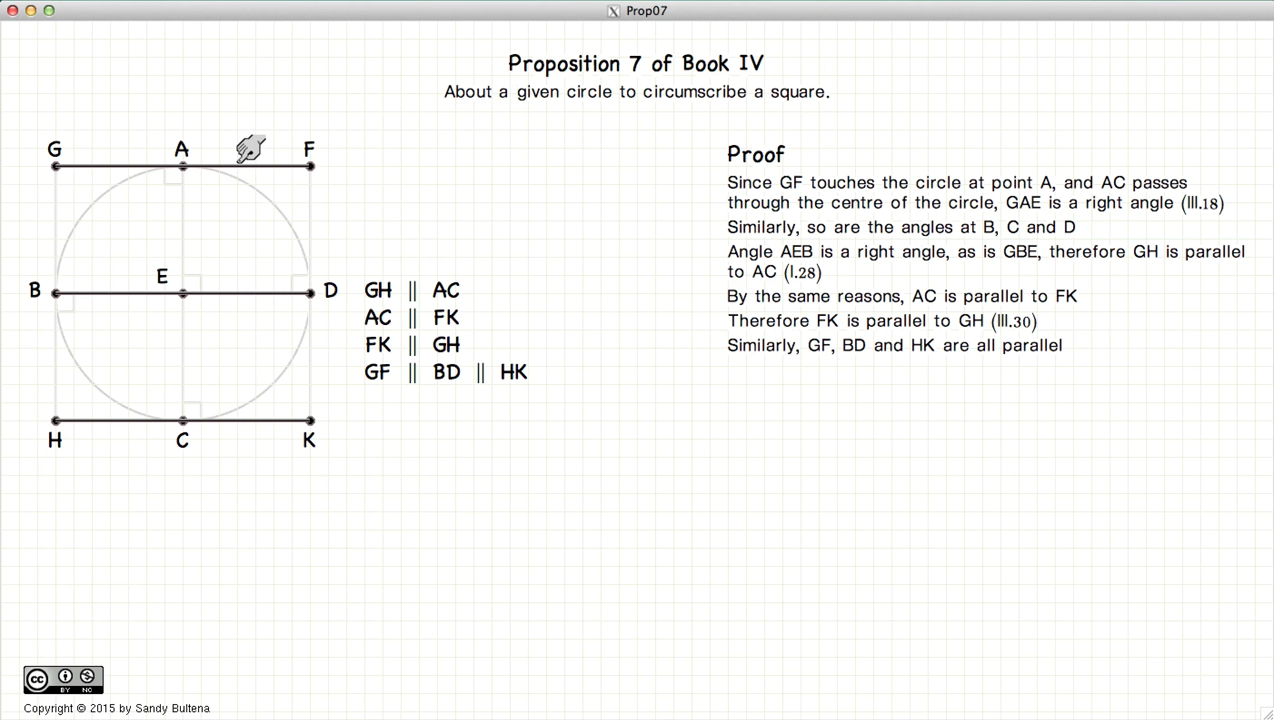 Prop07
Proposition 7 of Book IV
About a given circle to circumscribe a square.
G A F
B E D
H C K
GH || AC
AC || FK
FK || GH
GF || BD || HK
Proof
Since GF touches the circle at point A, and AC passes
through the centre of the circle, GAE is a right angle (III.18)
Similarly, so are the angles at B, C and D
Angle AEB is a right angle, as is GBE, therefore GH is parallel
to AC (I.28)
By the same reasons, AC is parallel to FK
Therefore FK is parallel to GH (III.30)
Similarly, GF, BD and HK are all parallel
cc
BY NC
Copyright © 2015 by Sandy Bultena